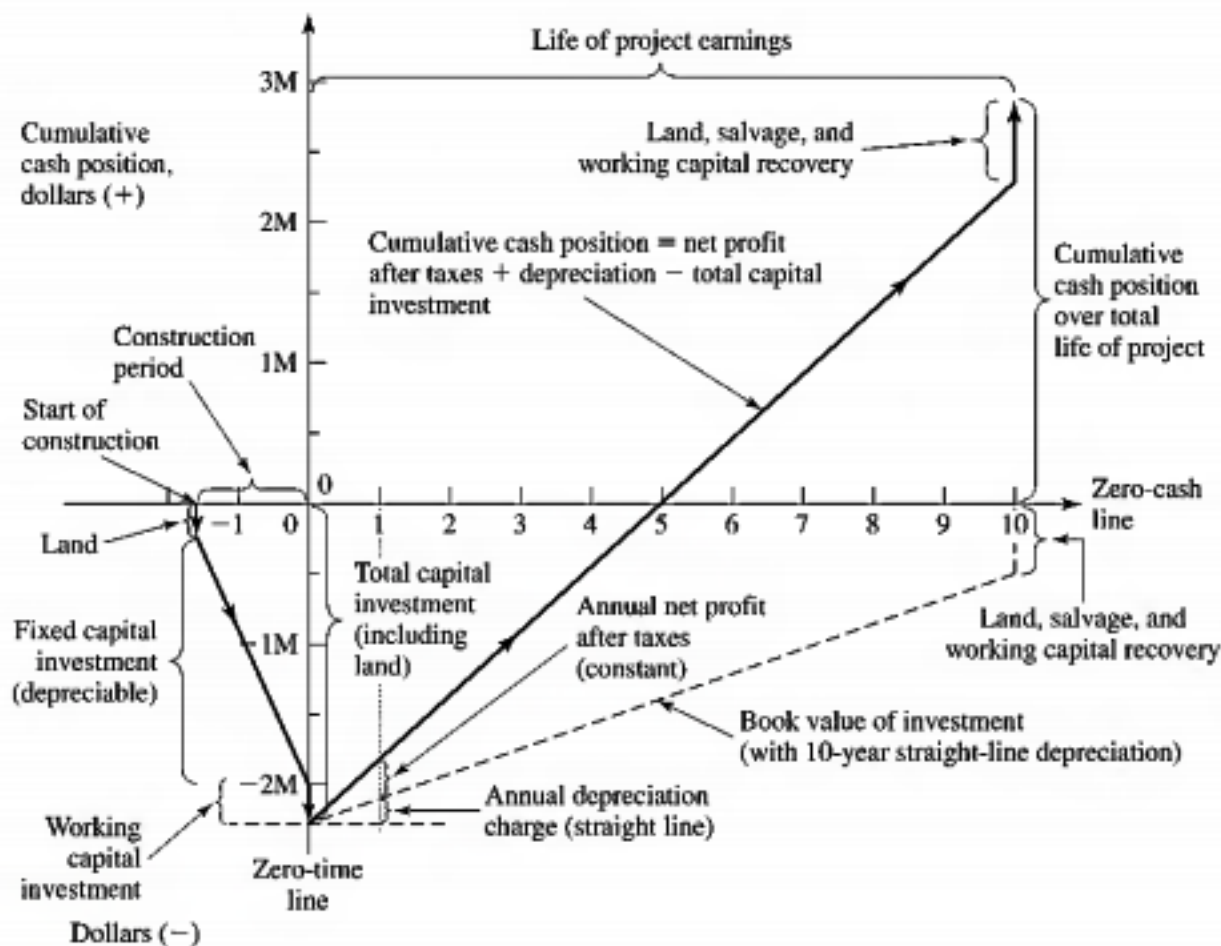 Life of project earnings
3M
Cumulative
cash position,
dollars (+)
Land, salvage, and
working capital recovery
2M
Cumulative cash position = net profit
after taxes + depreciation − total capital
investment
Cumulative
cash position
over total
life of project
Construction
period
1M
Start of
construction
0
Zero-cash
line
−1 0 1 2 3 4 5 6 7 8 9 10
Land
Total capital
investment
(including
land)
Annual net profit
after taxes
(constant)
Land, salvage, and
working capital recovery
Fixed capital
investment
(depreciable)
−1M
Book value of investment
(with 10-year straight-line depreciation)
−2M
Annual depreciation
charge (straight line)
Working
capital
investment
Zero-time
line
Dollars (−)